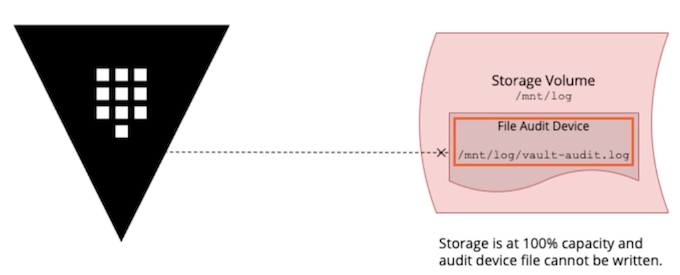 Storage Volume
/mnt/log
File Audit Device
/mnt/log/vault-audit.log
Storage is at 100% capacity and
audit device file cannot be written.